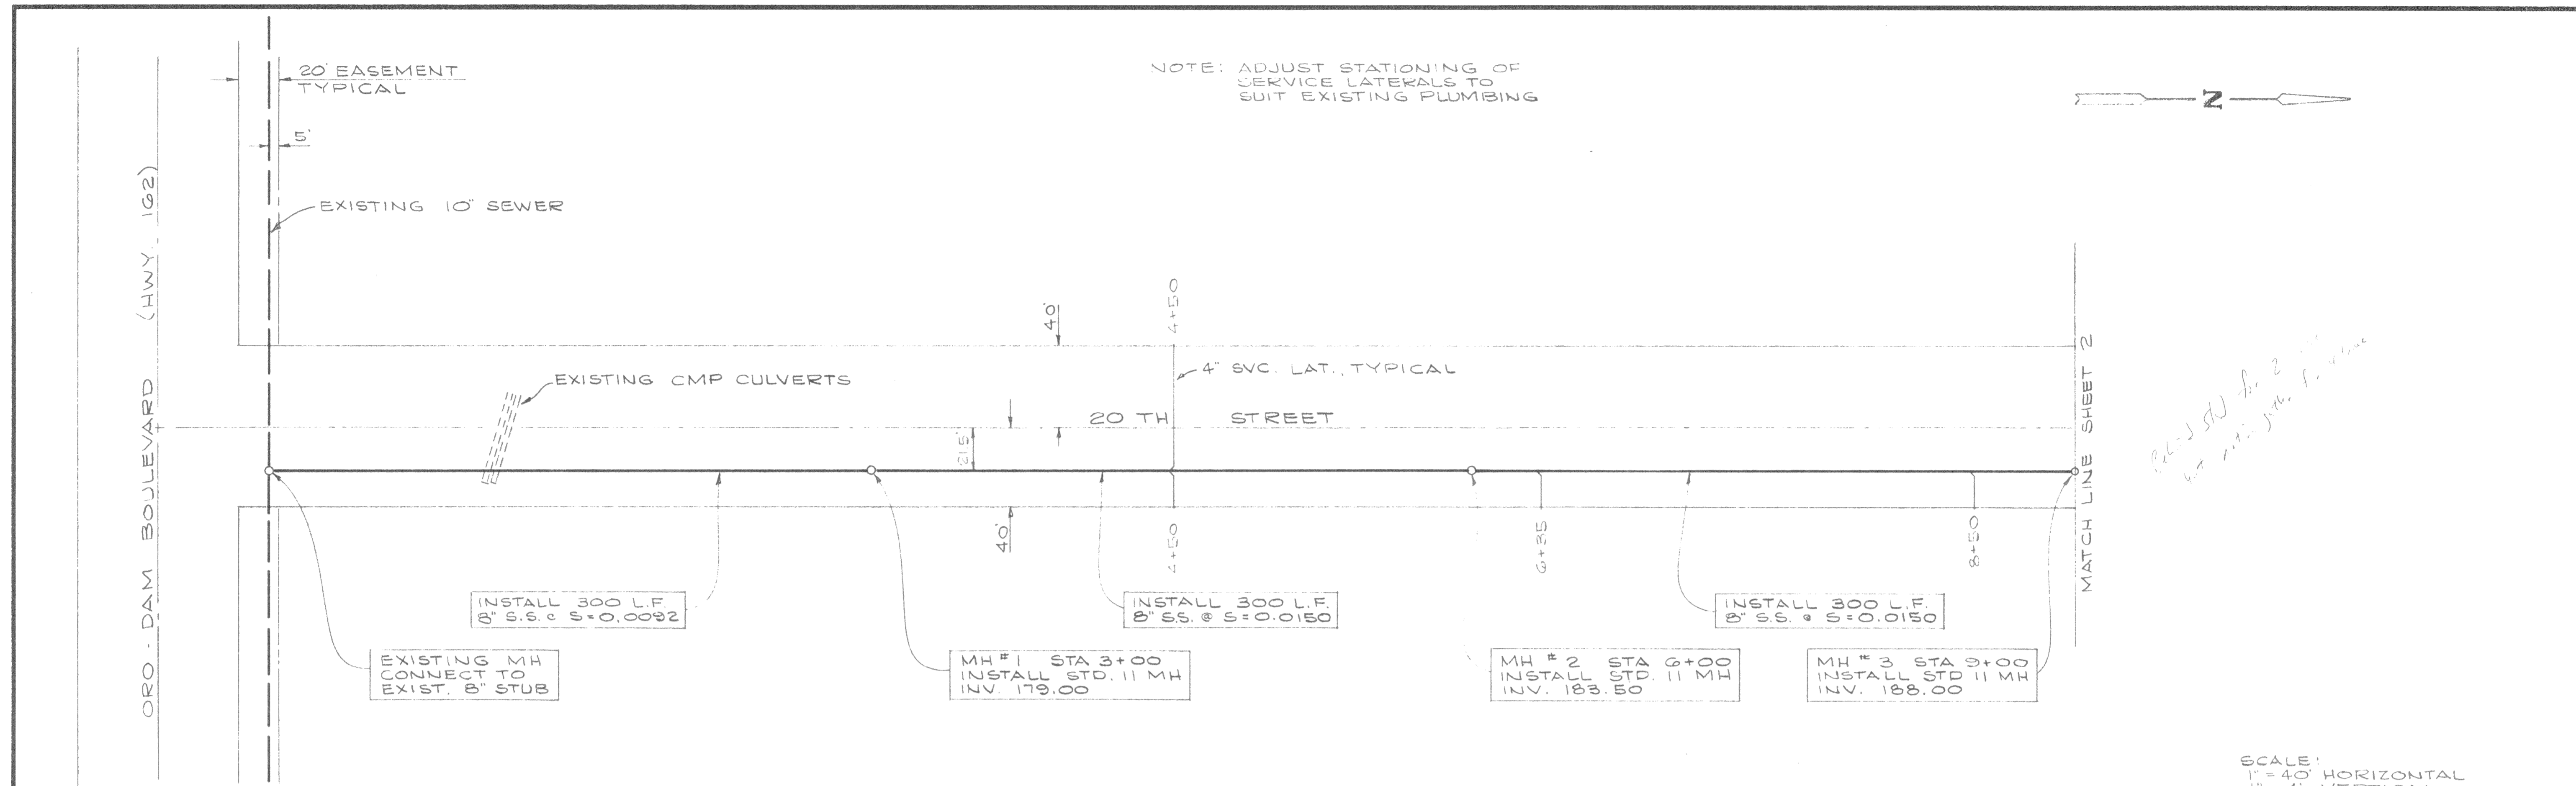 20' EASEMENT
TYPICAL
5'
NOTE: ADJUST STATIONING OF
SERVICE LATERALS TO
SUIT EXISTING PLUMBING
N
EXISTING 10" SEWER
ORO-DAM BOULEVARD (HWY. 162)
EXISTING CMP CULVERTS
40'
4+50
4" SVC. LAT., TYPICAL
20 TH STREET
21.5'
40'
4+50
6+35
8+50
MATCH LINE SHEET 2
INSTALL 300 L.F.
8" S.S. @ S=0.0092
INSTALL 300 L.F.
8" S.S. @ S=0.0150
INSTALL 300 L.F.
8" S.S. @ S=0.0150
EXISTING MH
CONNECT TO
EXIST. 8" STUB
MH #1 STA 3+00
INSTALL STD. 11 MH
INV. 179.00
MH #2 STA 6+00
INSTALL STD. 11 MH
INV. 183.50
MH #3 STA 9+00
INSTALL STD 11 MH
INV. 188.00
SCALE:
1"=40' HORIZONTAL